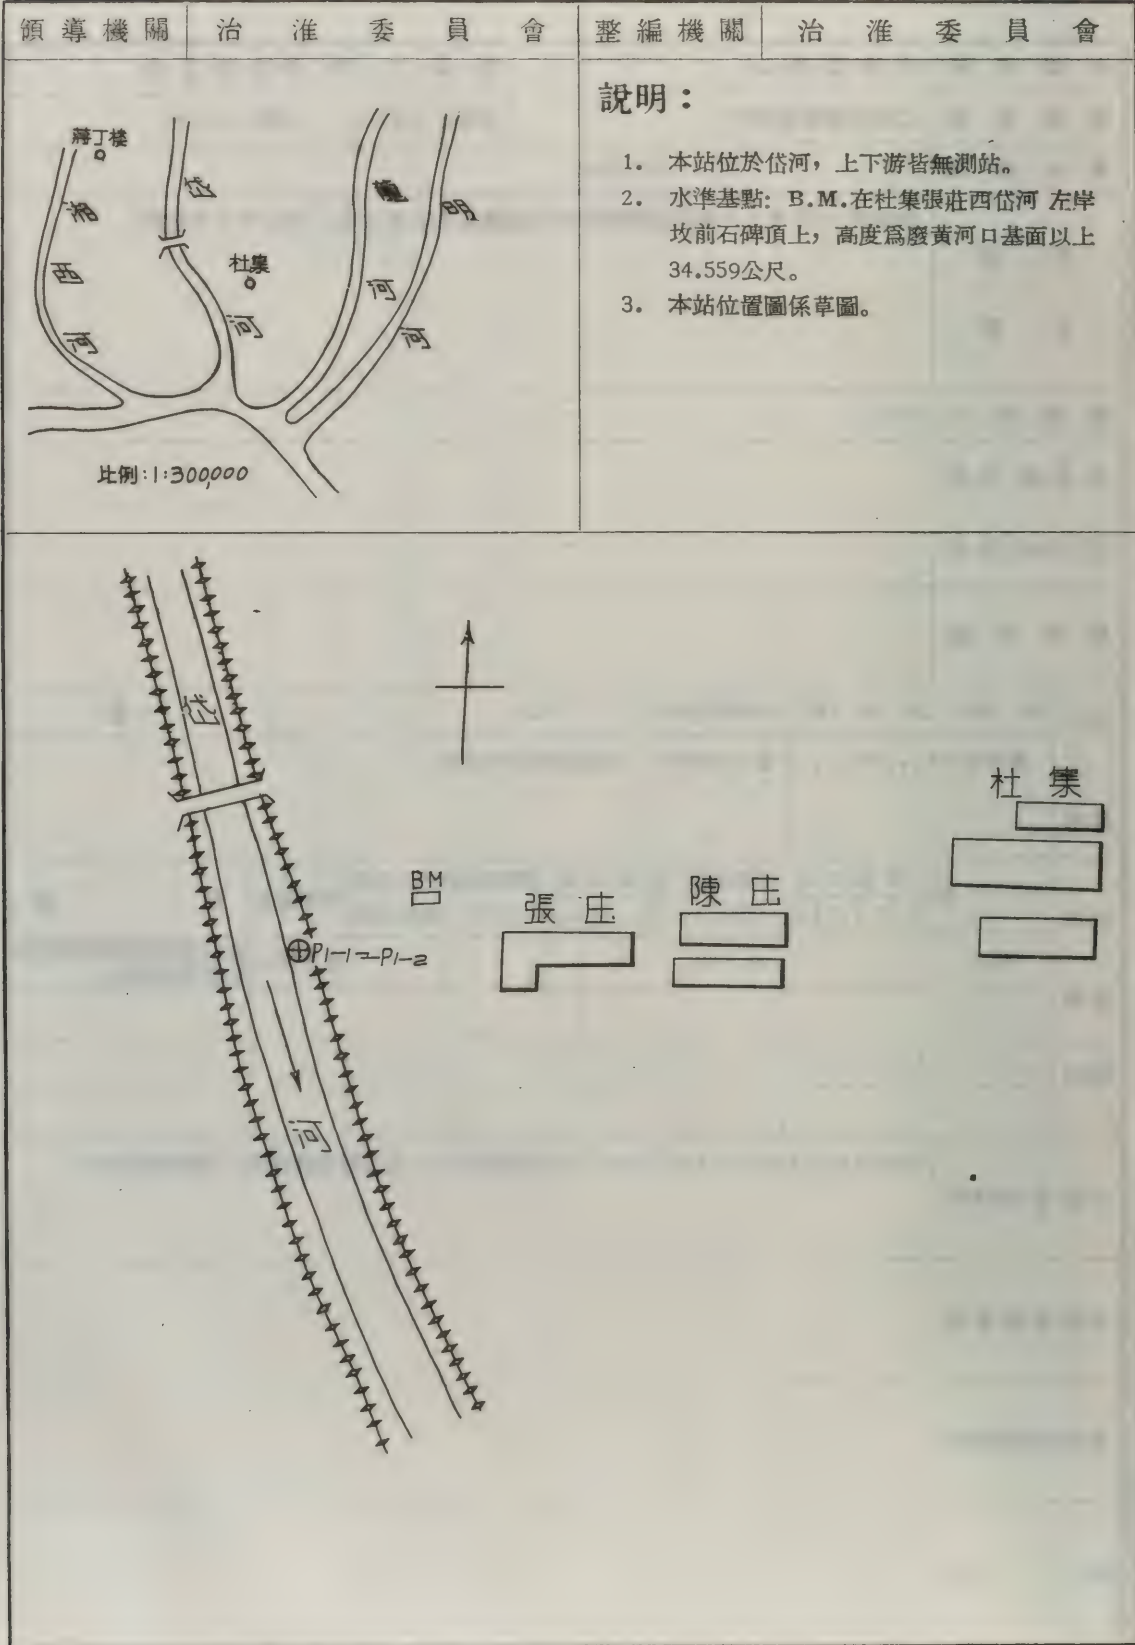 領導機關 治淮委員會 整編機關 治淮委員會
說明：
1. 本站位於岱河，上下游皆無測站。
2. 水準基點: B.M.在杜集張莊西岱河 左岸
坟前石碑頂上，高度爲廢黃河口基面以上
34.559公尺。
3. 本站位置圖係草圖。
蔣丁楼
湘西河
岱河
杜集
河
明河
比例:1:300,000
岱河
BM
P1-1=P1-2
張庄
陳庄
杜集